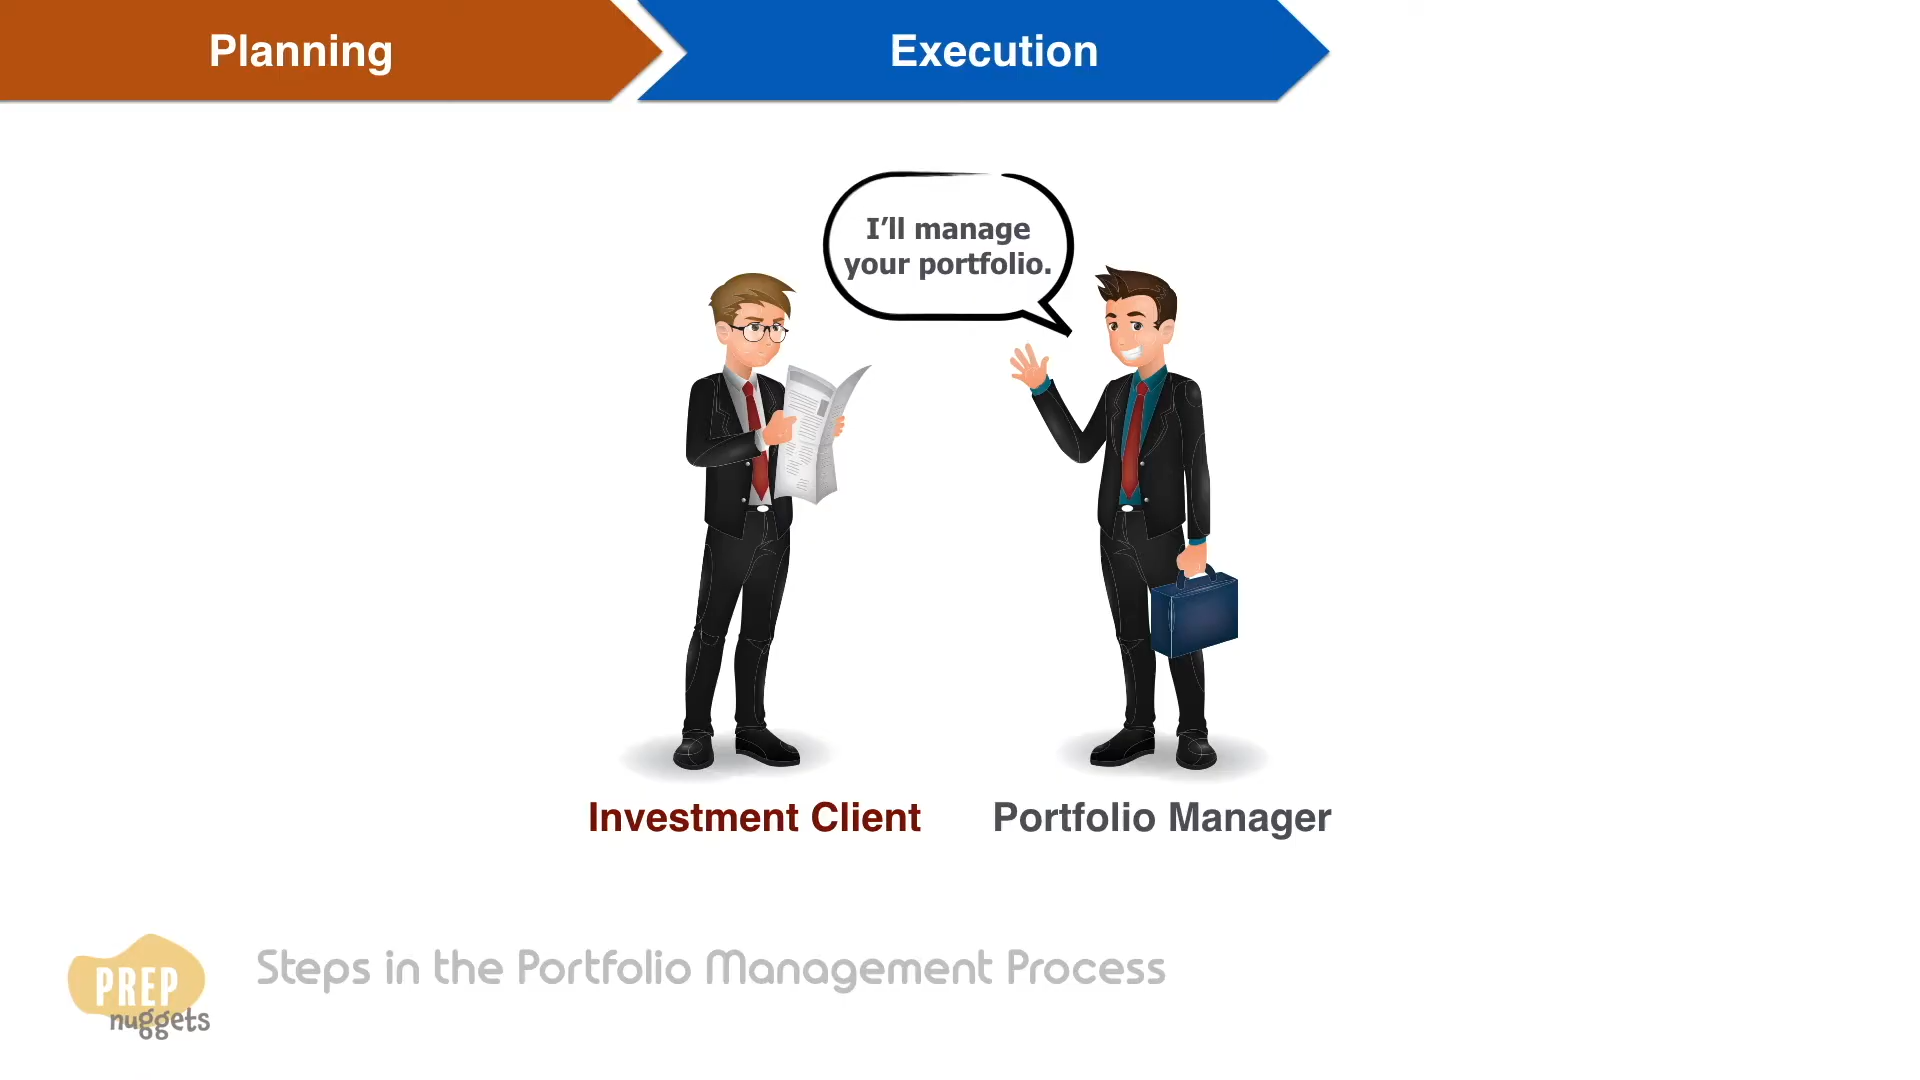 Planning
Execution
I’ll manage
your portfolio.
Investment Client
Portfolio Manager
Steps in the Portfolio Management Process
PREP
nuggets